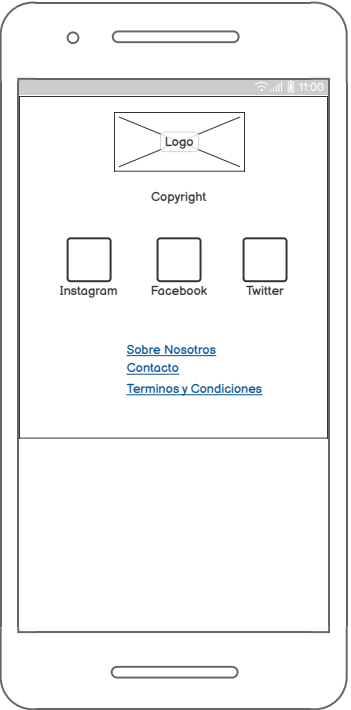 11:00
Logo
Copyright
Instagram Facebook Twitter
Sobre Nosotros
Contacto
Terminos y Condiciones